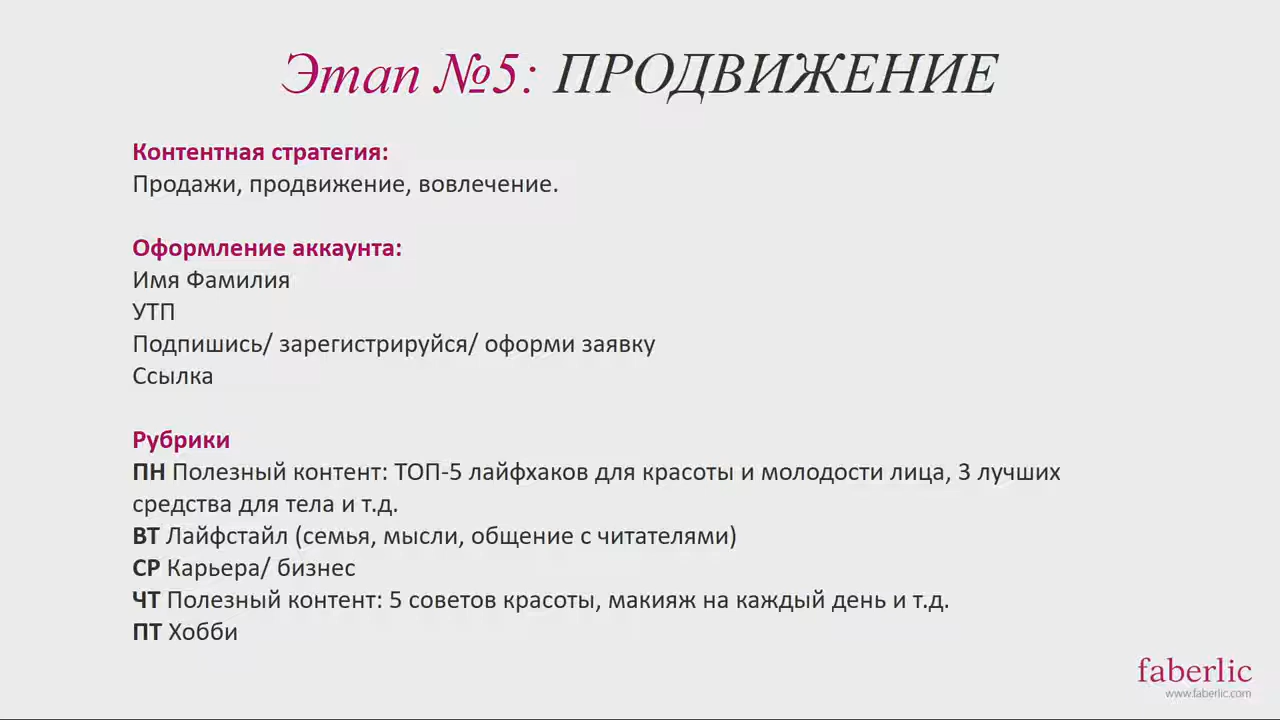 Этап №5: ПРОДВИЖЕНИЕ
Контентная стратегия:
Продажи, продвижение, вовлечение.
Оформление аккаунта:
Имя Фамилия
УТП
Подпишись/ зарегистрируйся/ оформи заявку
Ссылка
Рубрики
ПН Полезный контент: ТОП-5 лайфхаков для красоты и молодости лица, 3 лучших
средства для тела и т.д.
ВТ Лайфстайл (семья, мысли, общение с читателями)
СР Карьера/ бизнес
ЧТ Полезный контент: 5 советов красоты, макияж на каждый день и т.д.
ПТ Хобби
faberlic
www.faberlic.com